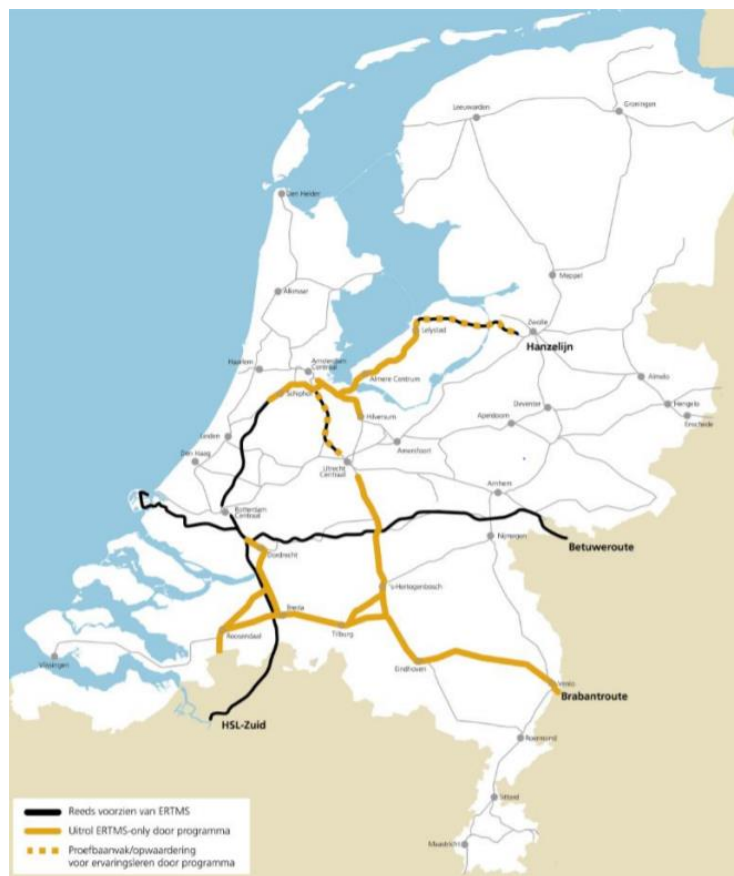 Leeuwarden
Groningen
Den Helder
Meppel
Alkmaar
Zwolle
Lelystad
Hanzelijn
Haarlem
Amsterdam
Centraal
Almere Centrum
Almelo
Schiphol
Hengelo
Deventer
Hilversum
Apeldoorn
Enschede
Leiden
Amersfoort
Den Haag
Utrecht
Centraal
Arnhem
Rotterdam
Centraal
Nijmegen
Betuweroute
Dordrecht
's-Hertogenbosch
Breda
Roosendaal
Tilburg
Vlissingen
Eindhoven
Venlo
Brabantroute
HSL-Zuid
Roermond
Sittard
Maastricht
Reeds voorzien van ERTMS
Uitrol ERTMS-only door programma
Proefbaanvak/opwaardering
voor ervaringsleren door programma